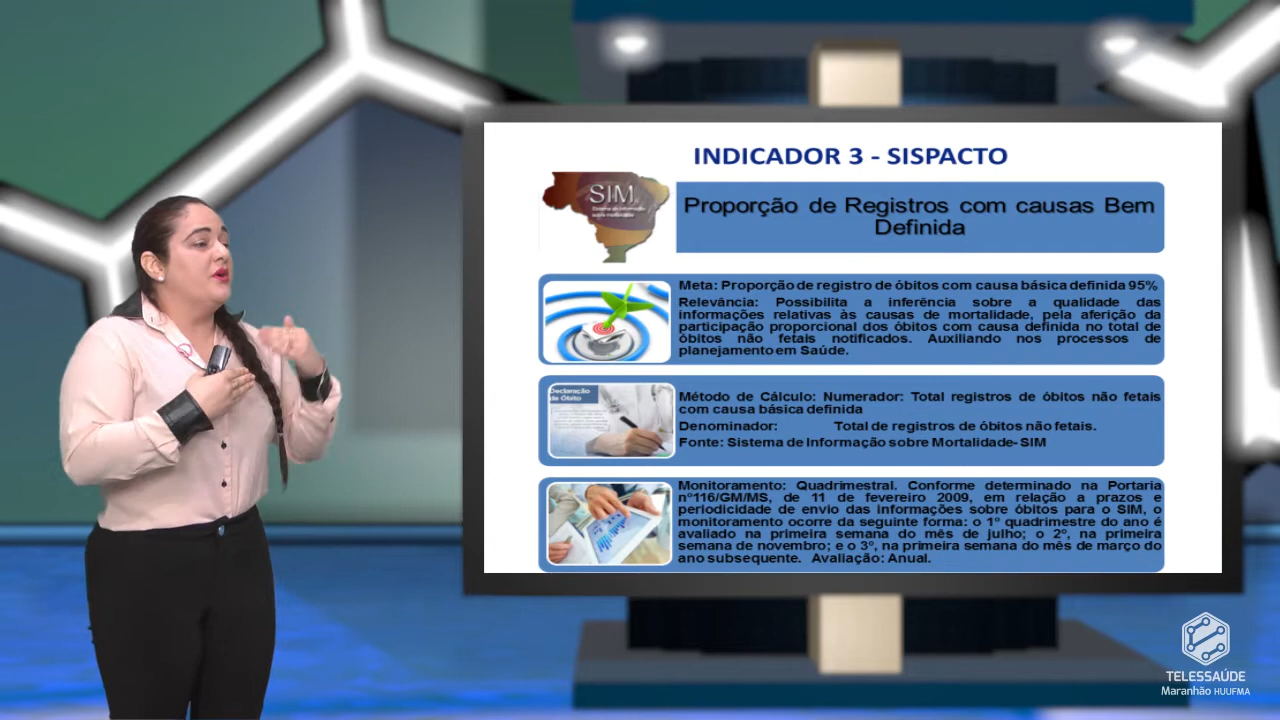 INDICADOR 3 - SISPACTO
SIM
Sistema de Informação
sobre mortalidade
Proporção de Registros com causas Bem
Definida
Meta: Proporção de registro de óbitos com causa básica definida 95%
Relevância: Possibilita a inferência sobre a qualidade das
informações relativas às causas de mortalidade, pela aferição da
participação proporcional dos óbitos com causa definida no total de
óbitos não fetais notificados. Auxiliando nos processos de
planejamento em Saúde.
Declaração
de Óbito
Método de Cálculo: Numerador: Total registros de óbitos não fetais
com causa básica definida
Denominador: Total de registros de óbitos não fetais.
Fonte: Sistema de Informação sobre Mortalidade- SIM
Monitoramento: Quadrimestral. Conforme determinado na Portaria
nº116/GM/MS, de 11 de fevereiro 2009, em relação a prazos e
periodicidade de envio das informações sobre óbitos para o SIM, o
monitoramento ocorre da seguinte forma: o 1º quadrimestre do ano é
avaliado na primeira semana do mês de julho; o 2º, na primeira
semana de novembro; e o 3º, na primeira semana do mês de março do
ano subsequente. Avaliação: Anual.
TELESSAÚDE
Maranhão HUUFMA